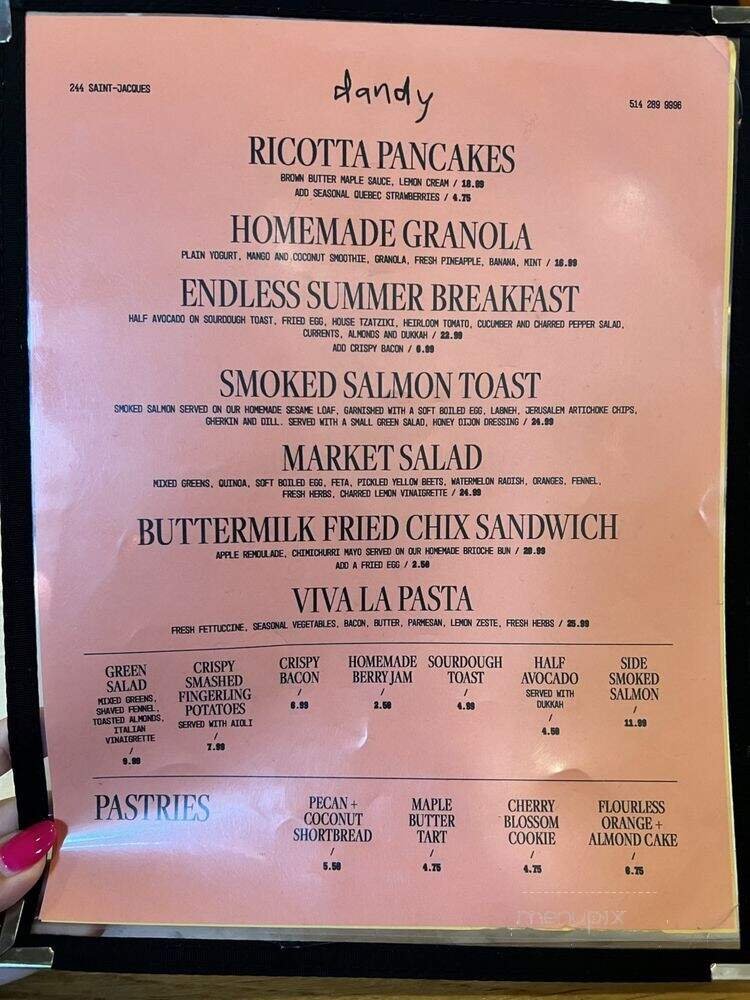 244 SAINT-JACQUES
dandy
514 289 9996
RICOTTA PANCAKES
BROWN BUTTER MAPLE SAUCE, LEMON CREAM / 18.99
ADD SEASONAL QUEBEC STRAWBERRIES / 4.75
HOMEMADE GRANOLA
PLAIN YOGURT, MANGO AND COCONUT SMOOTHIE, GRANOLA, FRESH PINEAPPLE, BANANA, MINT / 16.99
ENDLESS SUMMER BREAKFAST
HALF AVOCADO ON SOURDOUGH TOAST, FRIED EGG, HOUSE TZATZIKI, HEIRLOOM TOMATO, CUCUMBER AND CHARRED PEPPER SALAD,
CURRENTS, ALMONDS AND DUKKAH / 22.99
ADD CRISPY BACON / 6.99
SMOKED SALMON TOAST
SMOKED SALMON SERVED ON OUR HOMEMADE SESAME LOAF, GARNISHED WITH A SOFT BOILED EGG, LABNEH, JERUSALEM ARTICHOKE CHIPS,
GHERKIN AND DILL. SERVED WITH A SMALL GREEN SALAD, HONEY DIJON DRESSING / 24.99
MARKET SALAD
MIXED GREENS, QUINOA, SOFT BOILED EGG, FETA, PICKLED YELLOW BEETS, WATERMELON RADISH, ORANGES, FENNEL,
FRESH HERBS, CHARRED LEMON VINAIGRETTE / 24.99
BUTTERMILK FRIED CHIX SANDWICH
APPLE REMOULADE, CHIMICHURRI MAYO SERVED ON OUR HOMEMADE BRIOCHE BUN / 20.99
ADD A FRIED EGG / 2.50
VIVA LA PASTA
FRESH FETTUCCINE, SEASONAL VEGETABLES, BACON, BUTTER, PARMESAN, LEMON ZESTE, FRESH HERBS / 25.99
GREEN
SALAD
MIXED GREENS,
SHAVED FENNEL,
TOASTED ALMONDS,
ITALIAN
VINAIGRETTE
/
9.99
CRISPY
SMASHED
FINGERLING
POTATOES
SERVED WITH AIOLI
/
7.99
CRISPY
BACON
/
6.99
HOMEMADE
BERRY JAM
/
2.50
SOURDOUGH
TOAST
/
4.99
HALF
AVOCADO
SERVED WITH
DUKKAH
/
4.50
SIDE
SMOKED
SALMON
/
11.99
PASTRIES
PECAN +
COCONUT
SHORTBREAD
/
5.50
MAPLE
BUTTER
TART
/
4.75
CHERRY
BLOSSOM
COOKIE
/
4.75
FLOURLESS
ORANGE +
ALMOND CAKE
/
6.75
menupix